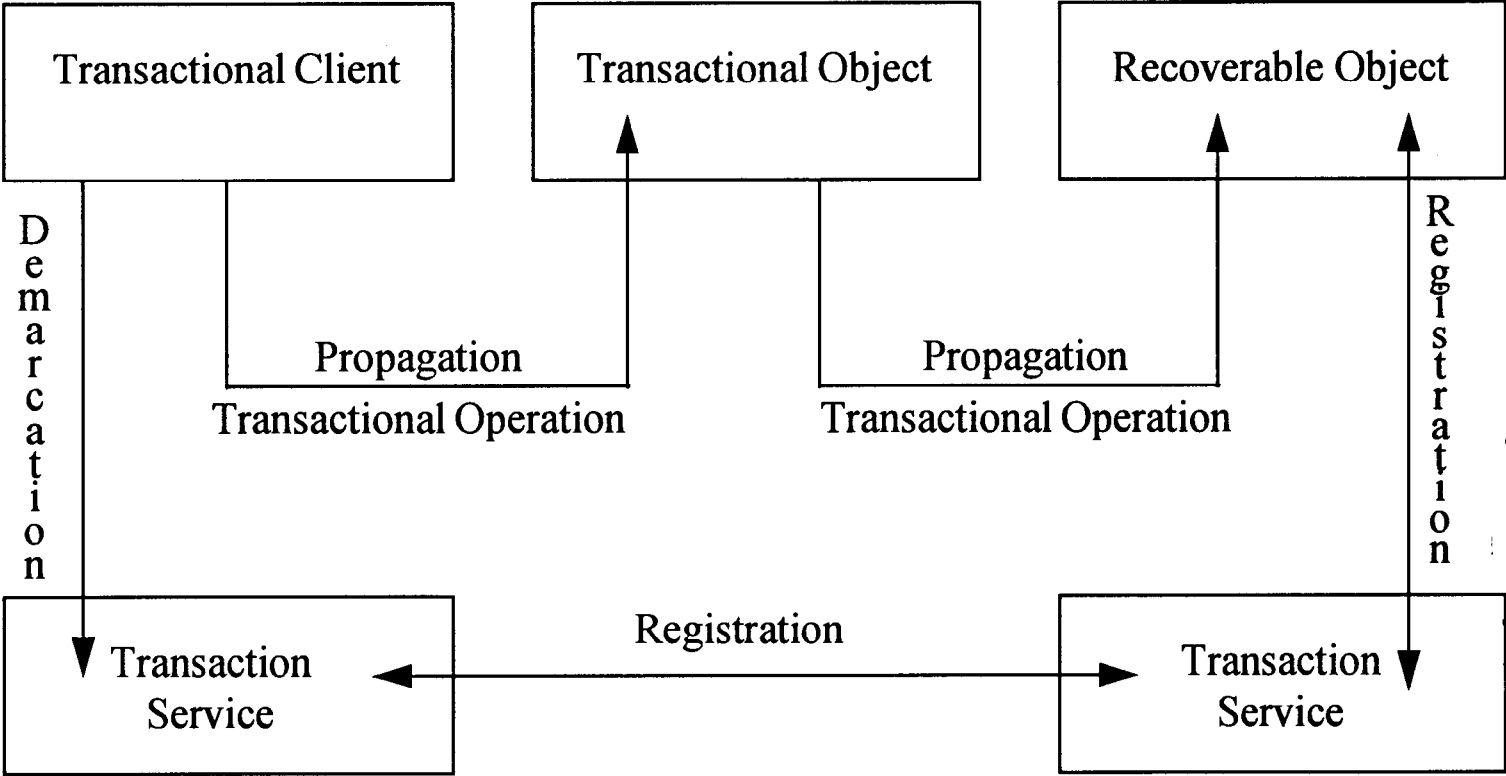 Transactional Client
Transactional Object
Recoverable Object
Demarcation
Propagation
Transactional Operation
Propagation
Transactional Operation
Registration
Registration
Transaction
Service
Transaction
Service